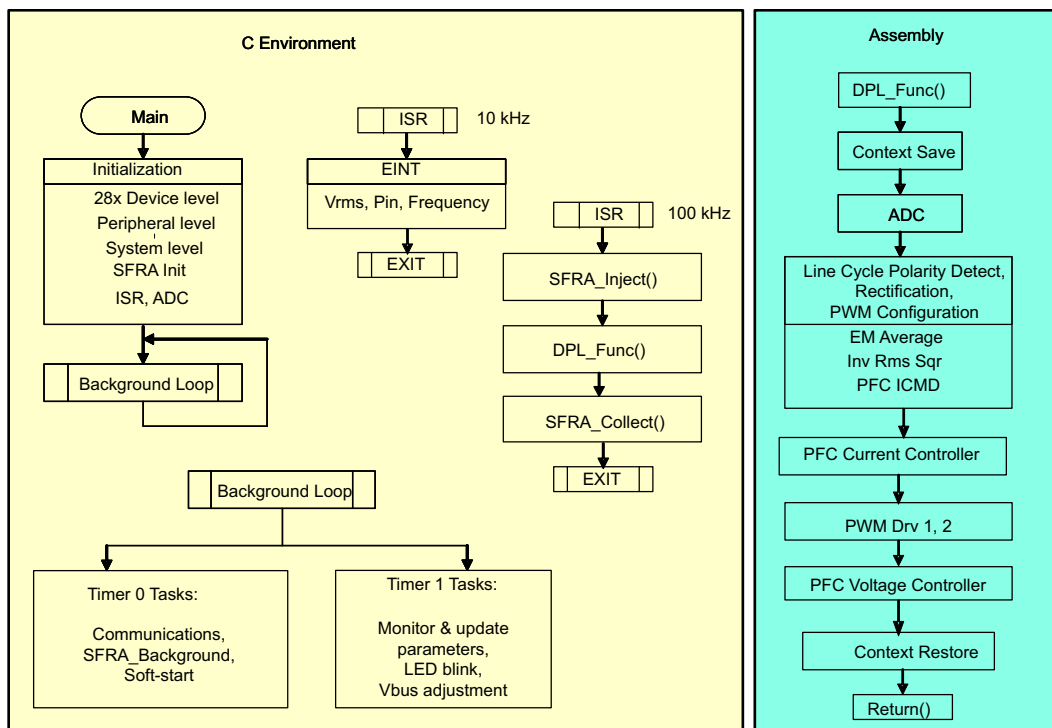 C Environment
Main
Initialization
28x Device level
Peripheral level
System level
SFRA Init
ISR, ADC
Background Loop
ISR
10 kHz
EINT
Vrms, Pin, Frequency
EXIT
ISR
100 kHz
SFRA_Inject()
DPL_Func()
SFRA_Collect()
EXIT
Background Loop
Timer 0 Tasks:
Communications,
SFRA_Background,
Soft-start
Timer 1 Tasks:
Monitor & update
parameters,
LED blink,
Vbus adjustment
Assembly
DPL_Func()
Context Save
ADC
Line Cycle Polarity Detect,
Rectification,
PWM Configuration
EM Average
Inv Rms Sqr
PFC ICMD
PFC Current Controller
PWM Drv 1, 2
PFC Voltage Controller
Context Restore
Return()